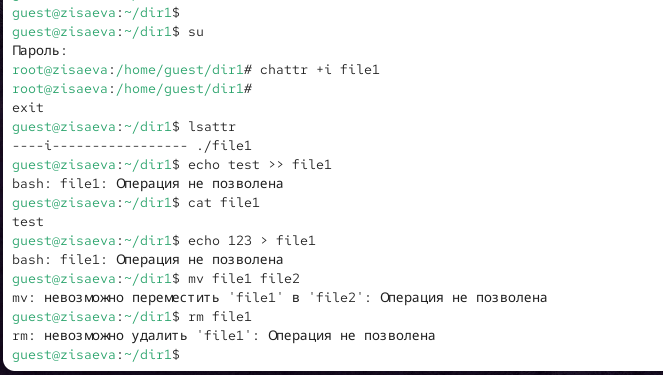 guest@zisaeva:~/dir1$
guest@zisaeva:~/dir1$ su
Пароль:
root@zisaeva:/home/guest/dir1# chattr +i file1
root@zisaeva:/home/guest/dir1#
exit
guest@zisaeva:~/dir1$ lsattr
----i----------------- ./file1
guest@zisaeva:~/dir1$ echo test >> file1
bash: file1: Операция не позволена
guest@zisaeva:~/dir1$ cat file1
test
guest@zisaeva:~/dir1$ echo 123 > file1
bash: file1: Операция не позволена
guest@zisaeva:~/dir1$ mv file1 file2
mv: невозможно переместить 'file1' в 'file2': Операция не позволена
guest@zisaeva:~/dir1$ rm file1
rm: невозможно удалить 'file1': Операция не позволена
guest@zisaeva:~/dir1$